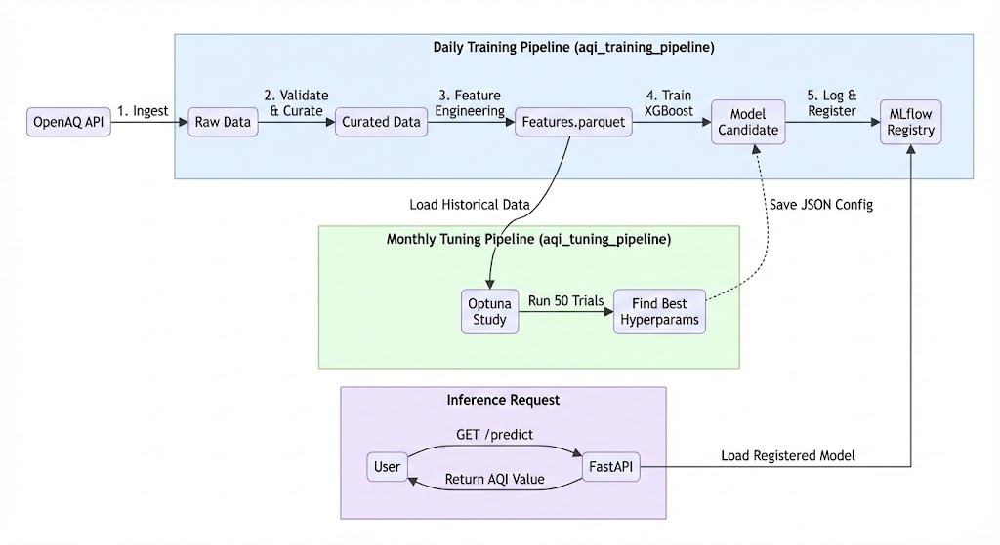 Daily Training Pipeline (aqi_training_pipeline)
OpenAQ API
1. Ingest
Raw Data
2. Validate
& Curate
Curated Data
3. Feature
Engineering
Features.parquet
4. Train
XGBoost
Model
Candidate
5. Log &
Register
MLflow
Registry
Load Historical Data
Save JSON Config
Monthly Tuning Pipeline (aqi_tuning_pipeline)
Optuna
Study
Run 50 Trials
Find Best
Hyperparams
Inference Request
GET /predict
User
FastAPI
Return AQI Value
Load Registered Model